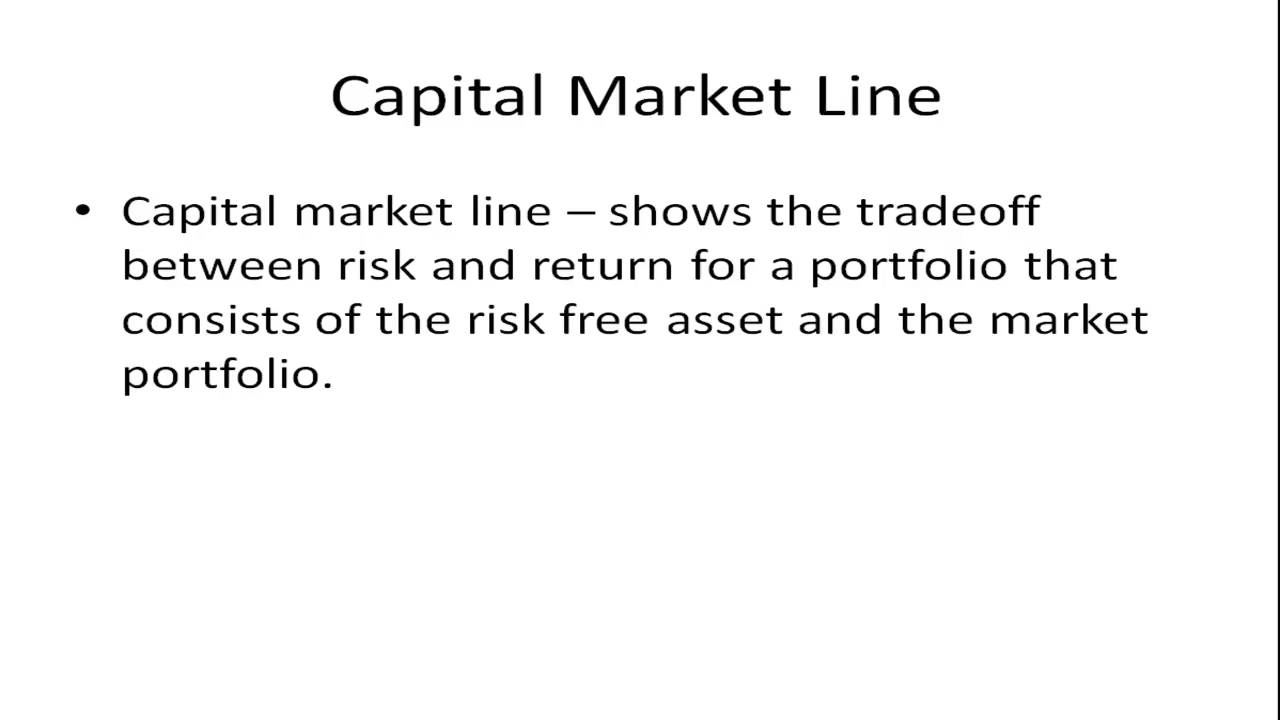 Capital Market Line
• Capital market line – shows the tradeoff
between risk and return for a portfolio that
consists of the risk free asset and the market
portfolio.